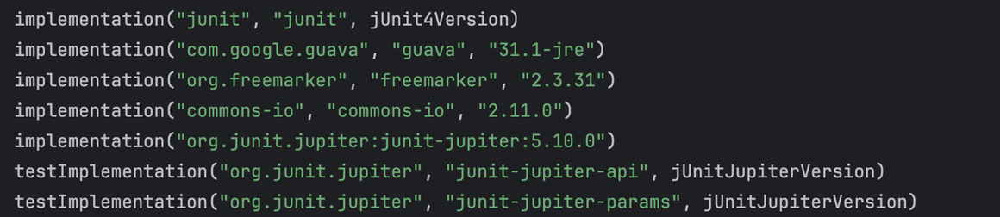 implementation("junit", "junit", jUnit4Version)
implementation("com.google.guava", "guava", "31.1-jre")
implementation("org.freemarker", "freemarker", "2.3.31")
implementation("commons-io", "commons-io", "2.11.0")
implementation("org.junit.jupiter:junit-jupiter:5.10.0")
testImplementation("org.junit.jupiter", "junit-jupiter-api", jUnitJupiterVersion)
testImplementation("org.junit.jupiter", "junit-jupiter-params", jUnitJupiterVersion)